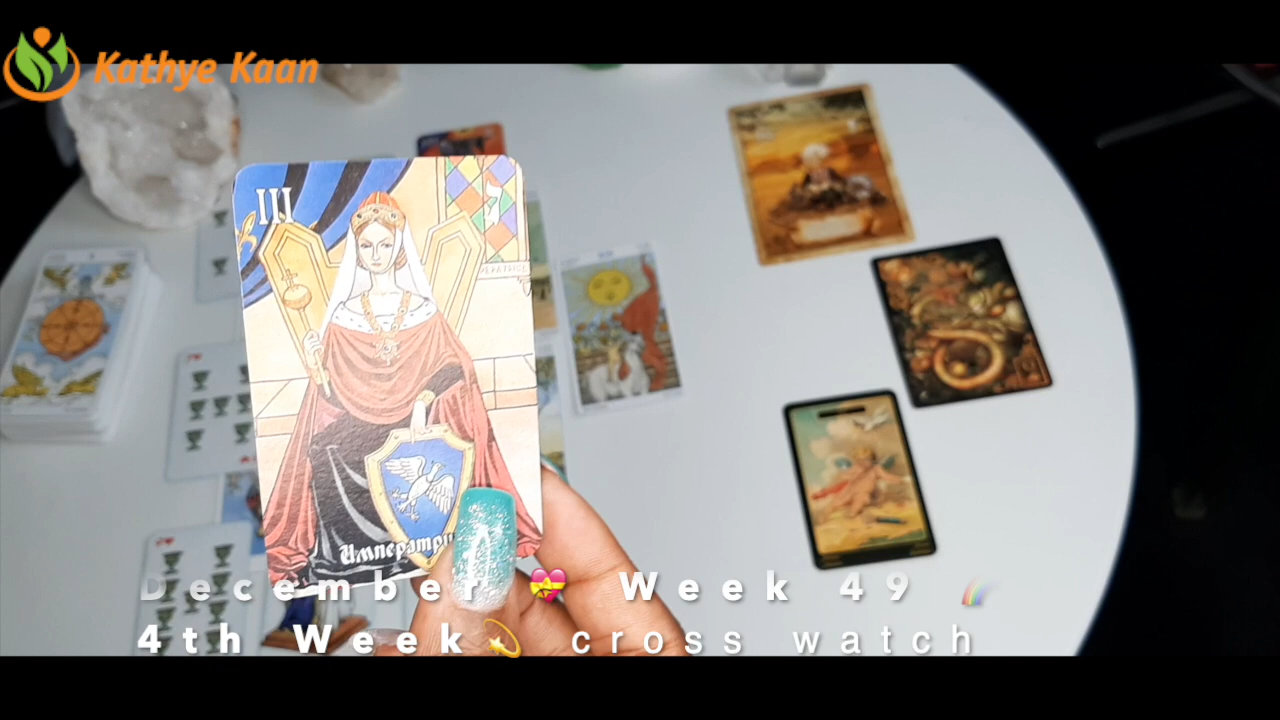 Kathye Kaan
III
Императри
December 💝 Week 49 🌈
4th Week 💫 cross watch